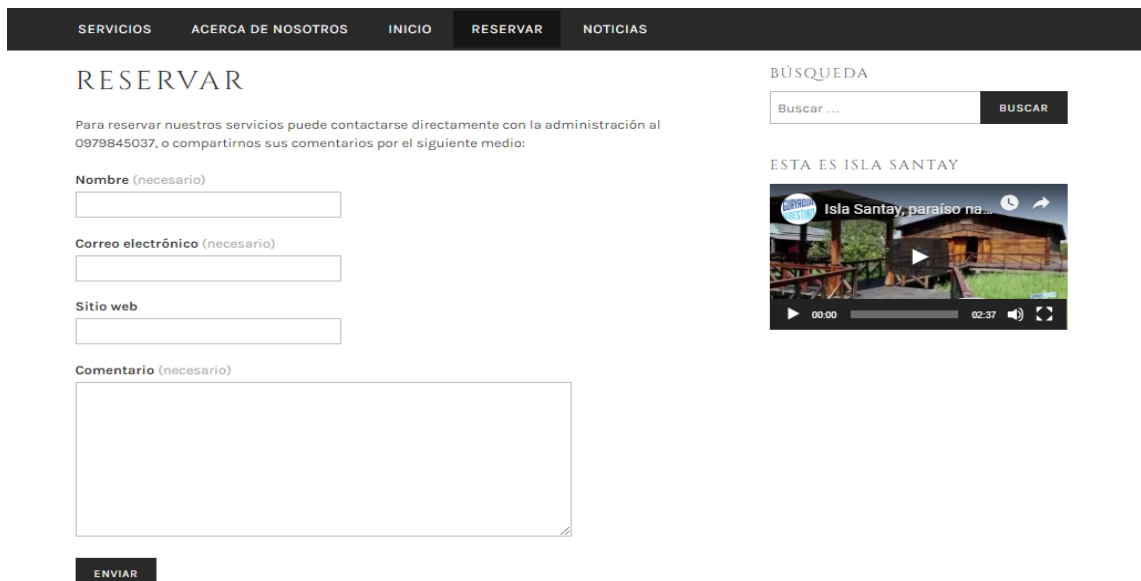 SERVICIOS ACERCA DE NOSOTROS INICIO RESERVAR NOTICIAS
RESERVAR
Para reservar nuestros servicios puede contactarse directamente con la administración al
0979845037, o compartirnos sus comentarios por el siguiente medio:
Nombre (necesario)
Correo electrónico (necesario)
Sitio web
Comentario (necesario)
ENVIAR
BÚSQUEDA
Buscar ... BUSCAR
ESTA ES ISLA SANTAY
GUAYAQUIL
DESTINO
Isla Santay, paraíso na...
00:00 02:37